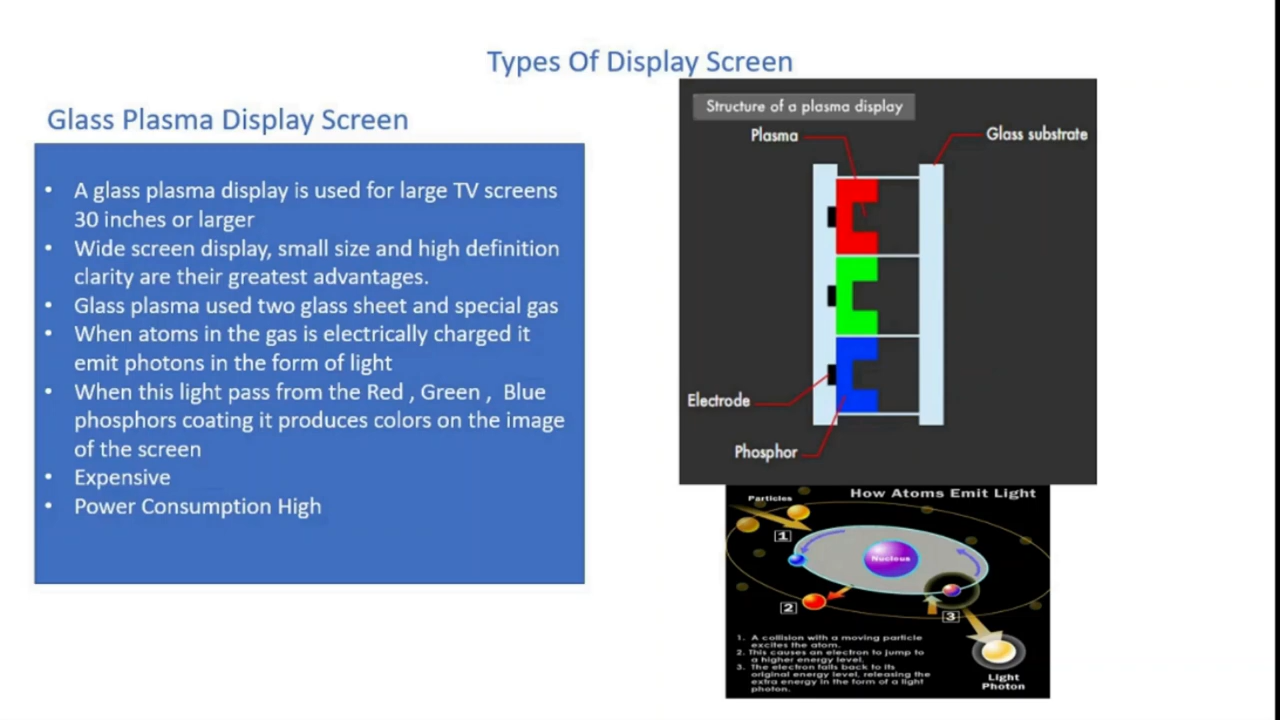 Types Of Display Screen
Glass Plasma Display Screen
• A glass plasma display is used for large TV screens
30 inches or larger
• Wide screen display, small size and high definition
clarity are their greatest advantages.
• Glass plasma used two glass sheet and special gas
• When atoms in the gas is electrically charged it
emit photons in the form of light
• When this light pass from the Red , Green , Blue
phosphors coating it produces colors on the image
of the screen
• Expensive
• Power Consumption High
Structure of a plasma display
Plasma
Glass substrate
Electrode
Phosphor
How Atoms Emit Light
Particles
1
Nucleus
2
3
1. A collision with a moving particle
excites the atom.
2. This causes an electron to jump to
a higher energy level.
3. The electron falls back to its
original energy level, releasing the
extra energy in the form of a light
photon.
Light
Photon